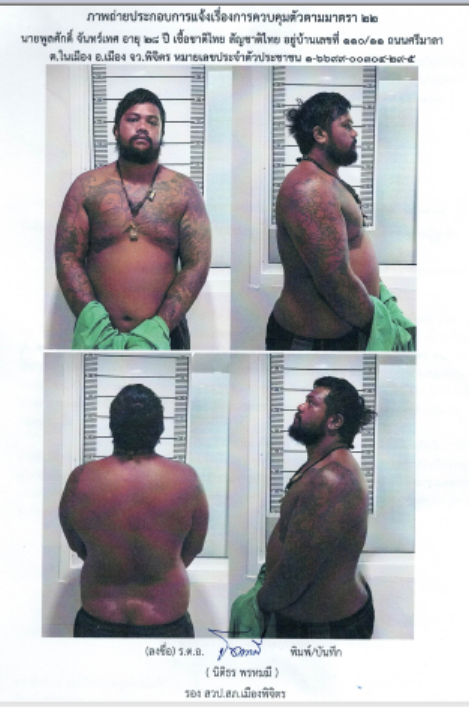 ภาพถ่ายประกอบการแจ้งเรื่องการควบคุมตัวตามมาตรา ๒๒
นายพูลศักดิ์ จันทร์เทศ อายุ ๒๘ ปี เชื้อชาติไทย สัญชาติไทย อยู่บ้านเลขที่ ๑๑๐/๑๑ ถนนศรีมาลา
ต.ในเมือง อ.เมือง จว.พิจิตร หมายเลขประจำตัวประชาชน ๑-๖๖๙๙-๐๐๓๐๔-๒๙-๕
(ลงชื่อ) ร.ต.อ. พิมพ์/บันทึก
( นิติธร พรหมมี )
รอง สวป.สภ.เมืองพิจิตร